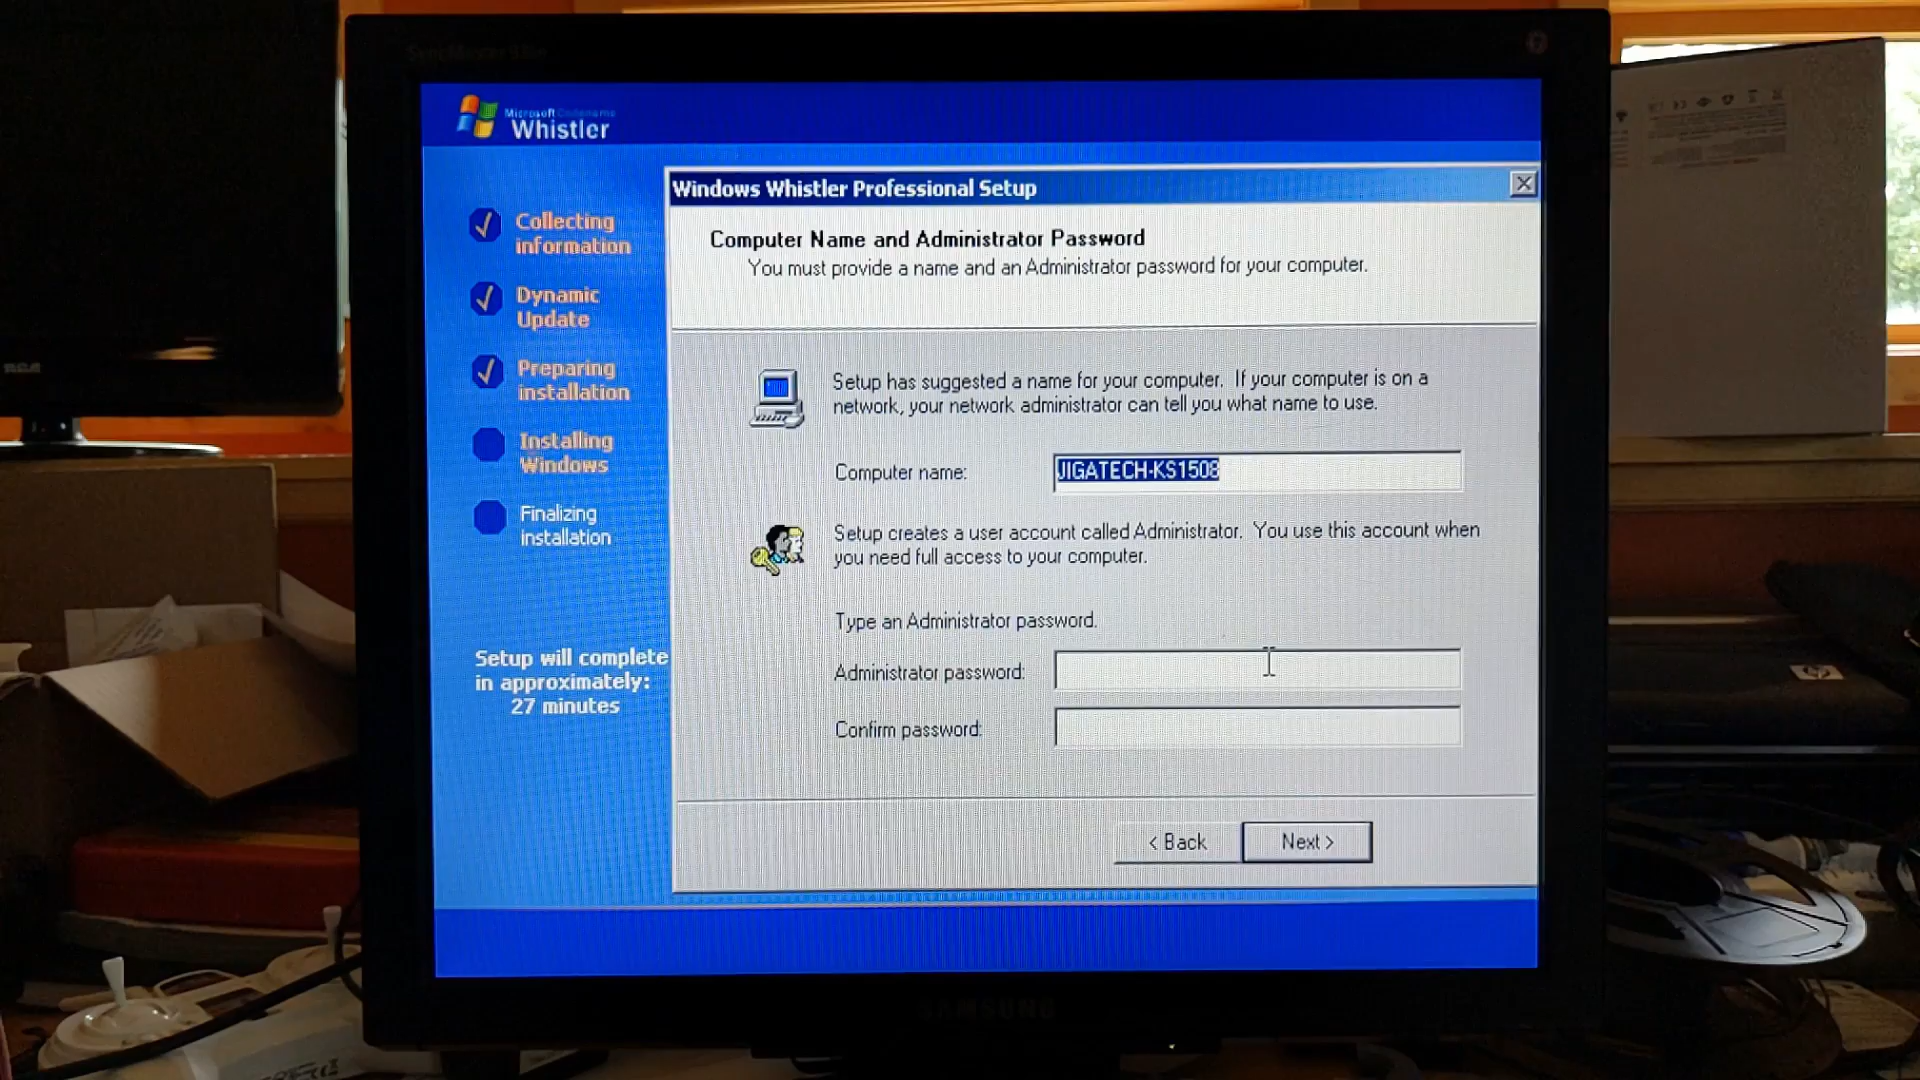 Microsoft Codename
Whistler
Windows Whistler Professional Setup
Collecting
information
Dynamic
Update
Preparing
installation
Installing
Windows
Finalizing
installation
Setup will complete
in approximately:
27 minutes
Computer Name and Administrator Password
You must provide a name and an Administrator password for your computer.
Setup has suggested a name for your computer. If your computer is on a
network, your network administrator can tell you what name to use.
Computer name:
JIGATECH-KS1508
Setup creates a user account called Administrator. You use this account when
you need full access to your computer.
Type an Administrator password.
Administrator password:
Confirm password:
< Back
Next >
SAMSUNG
hp